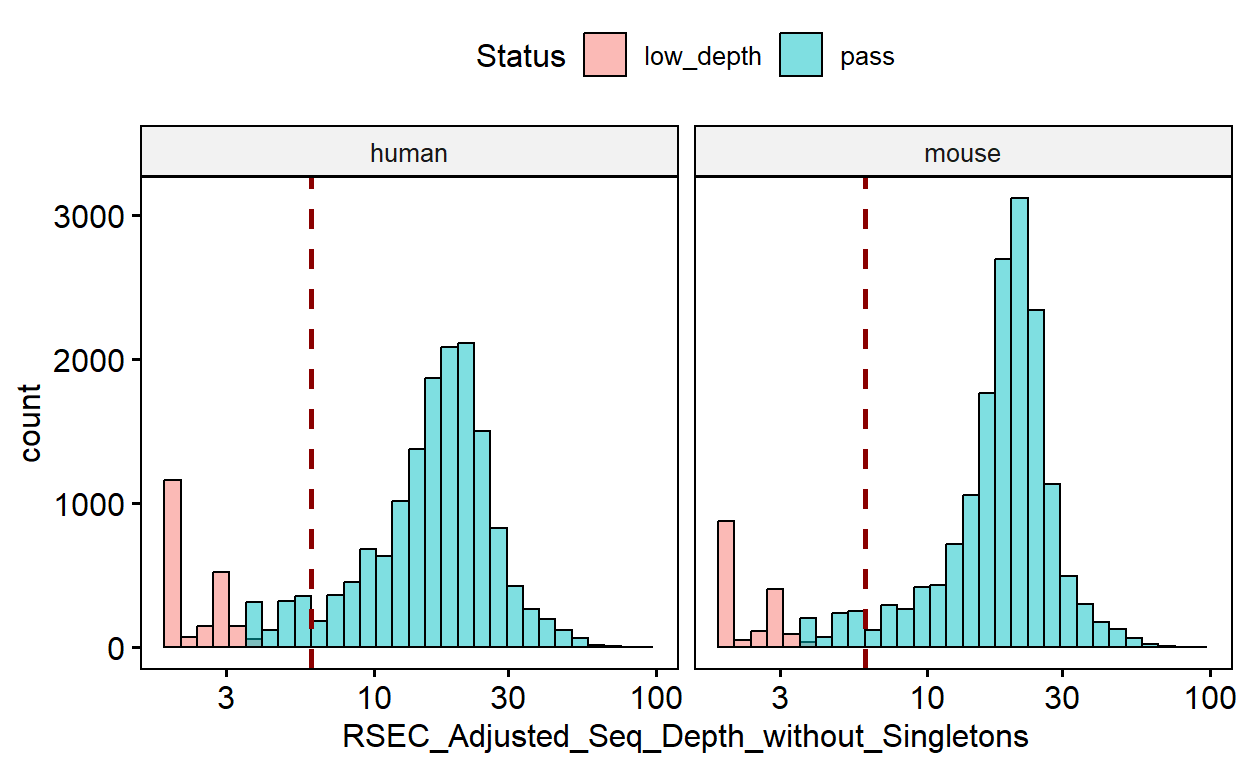 Status low_depth pass
human mouse
3000
2000
1000
0
count
3 10 30 100 3 10 30 100
RSEC_Adjusted_Seq_Depth_without_Singletons